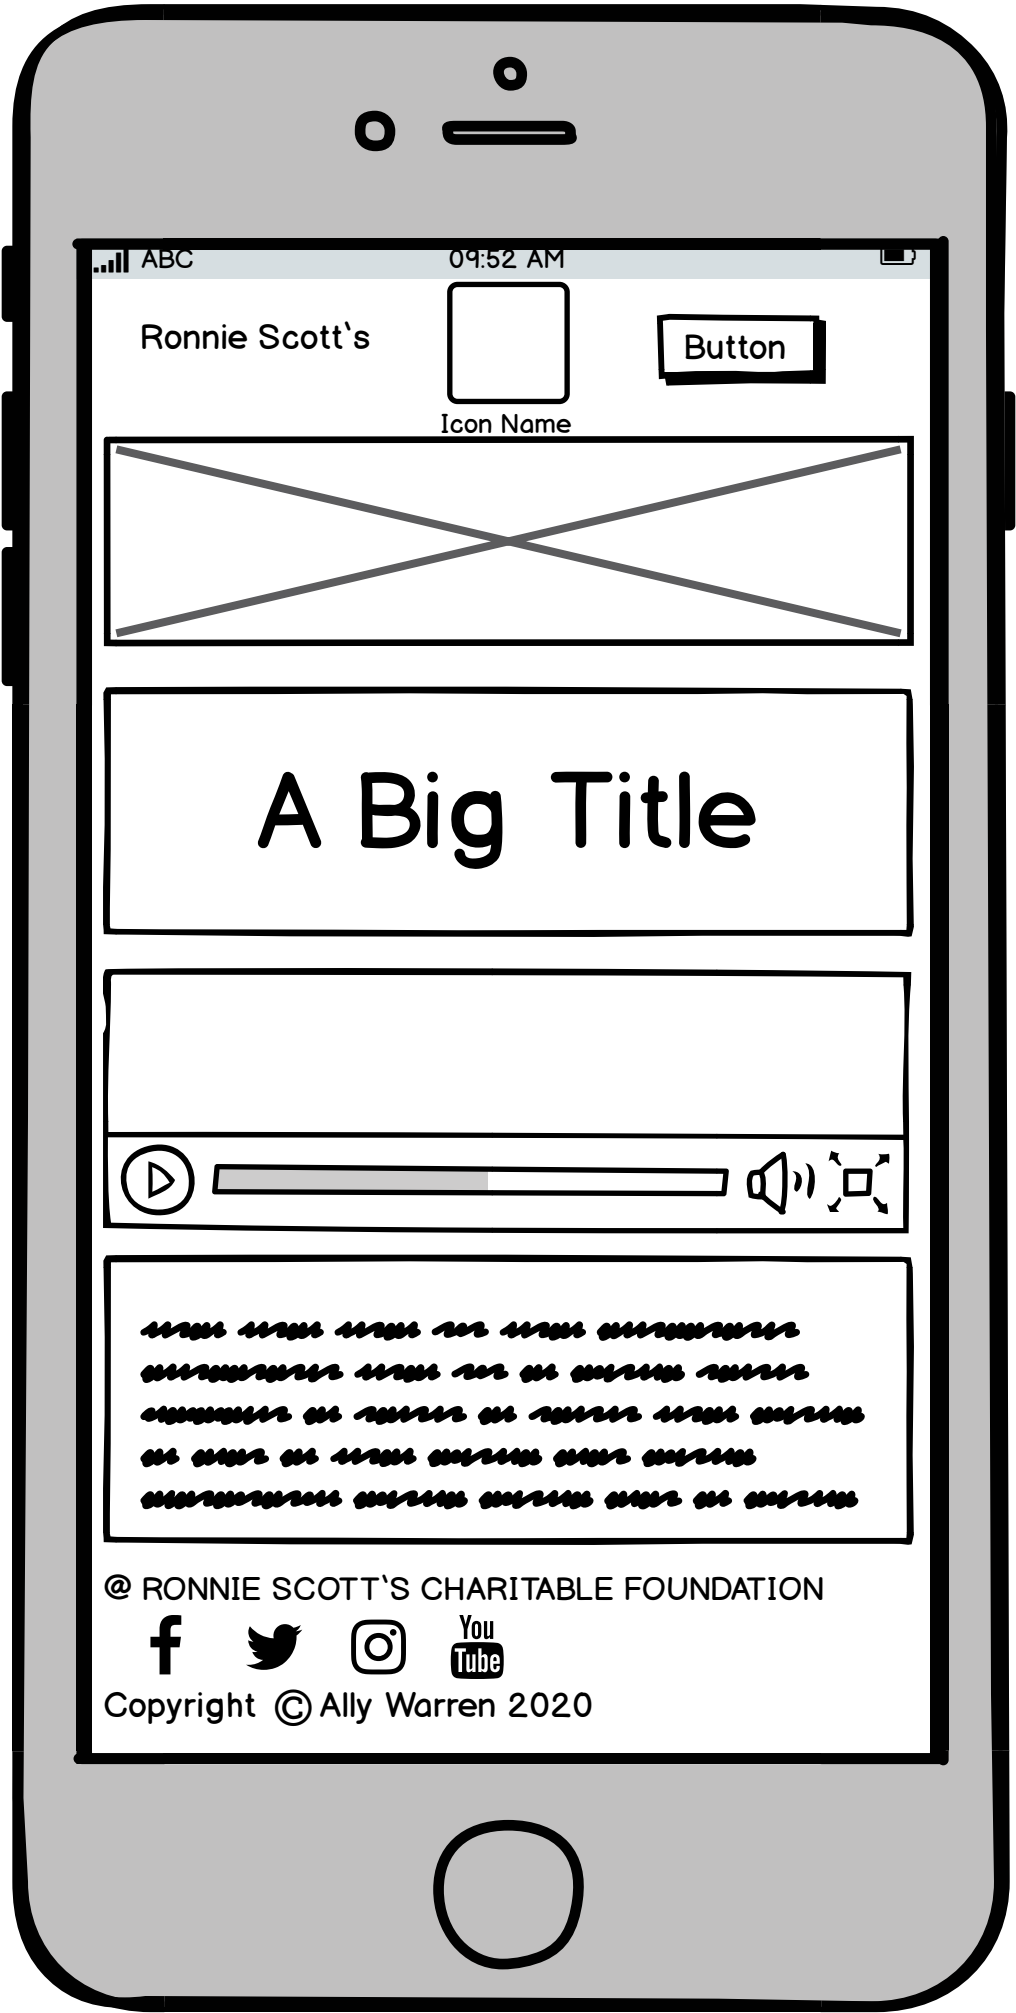 ABC 09:52 AM
Ronnie Scott`s
Button
Icon Name
A Big Title
@ RONNIE SCOTT`S CHARITABLE FOUNDATION
You
Tube
Copyright © Ally Warren 2020